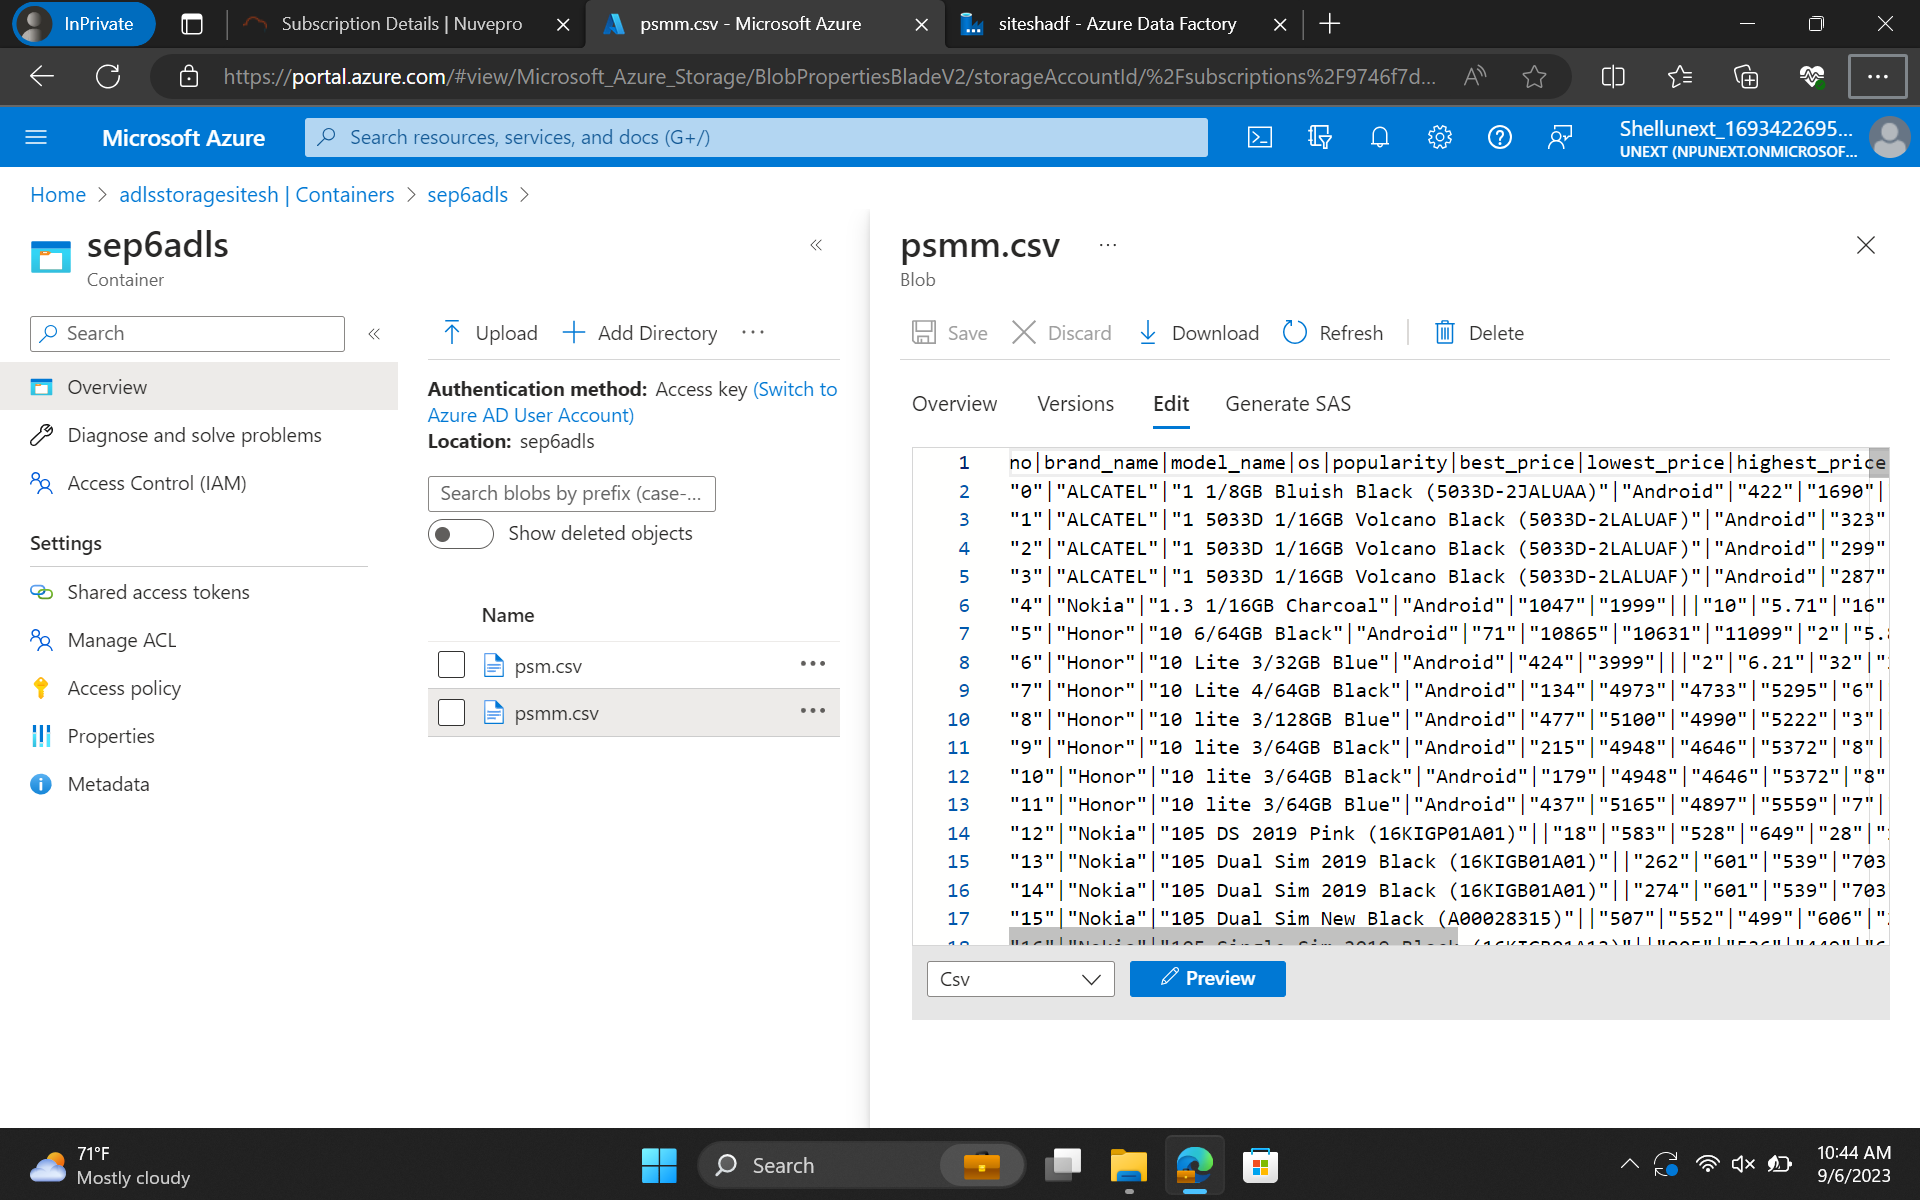 InPrivate
Subscription Details | Nuvepro
psmm.csv - Microsoft Azure
siteshadf - Azure Data Factory
https://portal.azure.com/#view/Microsoft_Azure_Storage/BlobPropertiesBladeV2/storageAccountId/%2Fsubscriptions%2F9746f7d...
Microsoft Azure
Search resources, services, and docs (G+/)
Shellunext_1693422695...
UNEXT (NPUNEXT.ONMICROSOF...
Home > adlsstoragesitesh | Containers > sep6adls >
sep6adls
Container
Search
Overview
Diagnose and solve problems
Access Control (IAM)
Settings
Shared access tokens
Manage ACL
Access policy
Properties
Metadata
Upload
Add Directory
Authentication method: Access key (Switch to
Azure AD User Account)
Location: sep6adls
Search blobs by prefix (case-...
Show deleted objects
Name
psm.csv
psmm.csv
psmm.csv
Blob
Save
Discard
Download
Refresh
Delete
Overview
Versions
Edit
Generate SAS
1 no|brand_name|model_name|os|popularity|best_price|lowest_price|highest_price
2 "0"|"ALCATEL"|"1 1/8GB Bluish Black (5033D-2JALUAA)"|"Android"|"422"|"1690"|
3 "1"|"ALCATEL"|"1 5033D 1/16GB Volcano Black (5033D-2LALUAF)"|"Android"|"323"
4 "2"|"ALCATEL"|"1 5033D 1/16GB Volcano Black (5033D-2LALUAF)"|"Android"|"299"
5 "3"|"ALCATEL"|"1 5033D 1/16GB Volcano Black (5033D-2LALUAF)"|"Android"|"287"
6 "4"|"Nokia"|"1.3 1/16GB Charcoal"|"Android"|"1047"|"1999"|||"10"|"5.71"|"16"
7 "5"|"Honor"|"10 6/64GB Black"|"Android"|"71"|"10865"|"10631"|"11099"|"2"|"5.8
8 "6"|"Honor"|"10 Lite 3/32GB Blue"|"Android"|"424"|"3999"|||"2"|"6.21"|"32"|"
9 "7"|"Honor"|"10 Lite 4/64GB Black"|"Android"|"134"|"4973"|"4733"|"5295"|"6"|
10 "8"|"Honor"|"10 lite 3/128GB Blue"|"Android"|"477"|"5100"|"4990"|"5222"|"3"|
11 "9"|"Honor"|"10 lite 3/64GB Black"|"Android"|"215"|"4948"|"4646"|"5372"|"8"|
12 "10"|"Honor"|"10 lite 3/64GB Black"|"Android"|"179"|"4948"|"4646"|"5372"|"8"
13 "11"|"Honor"|"10 lite 3/64GB Blue"|"Android"|"437"|"5165"|"4897"|"5559"|"7"|
14 "12"|"Nokia"|"105 DS 2019 Pink (16KIGP01A01)"||"18"|"583"|"528"|"649"|"28"|"
15 "13"|"Nokia"|"105 Dual Sim 2019 Black (16KIGB01A01)"||"262"|"601"|"539"|"703
16 "14"|"Nokia"|"105 Dual Sim 2019 Black (16KIGB01A01)"||"274"|"601"|"539"|"703
17 "15"|"Nokia"|"105 Dual Sim New Black (A00028315)"||"507"|"552"|"499"|"606"|"
Csv
Preview
71°F
Mostly cloudy
Search
10:44 AM
9/6/2023